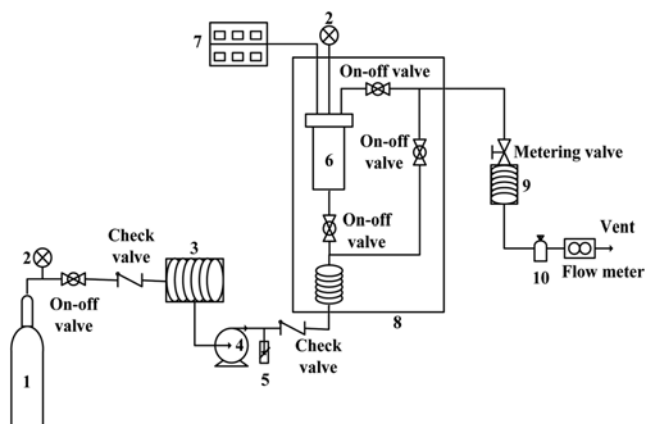 2
7
On-off valve
6
On-off
valve
Metering valve
9
On-off
valve
Check
valve
3
2
Vent
On-off
valve
10
Flow meter
8
4
Check
valve
5
1